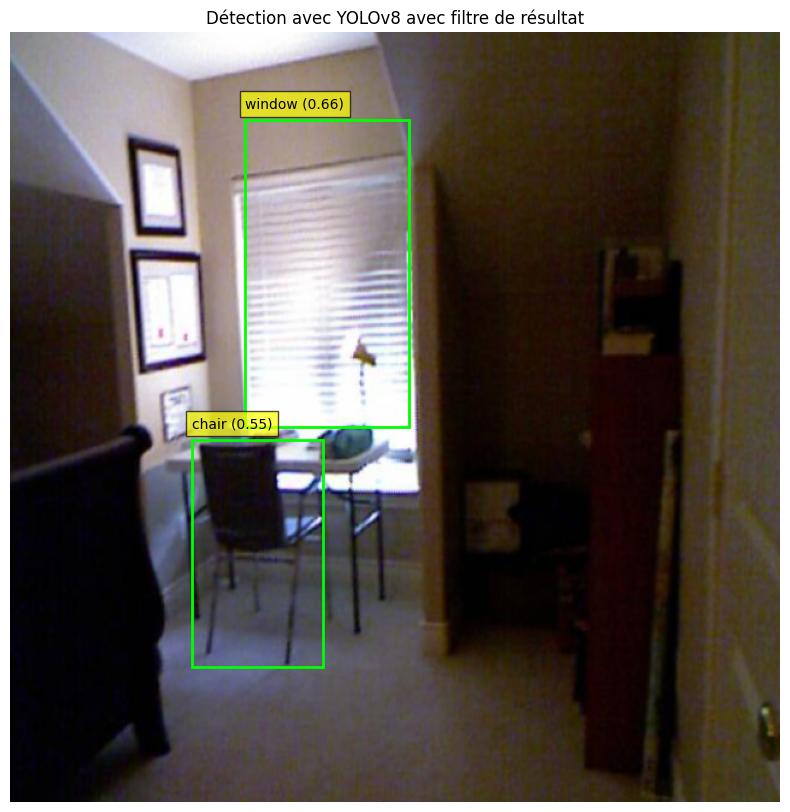 Détection avec YOLOv8 avec filtre de résultat
window (0.66)
chair (0.55)